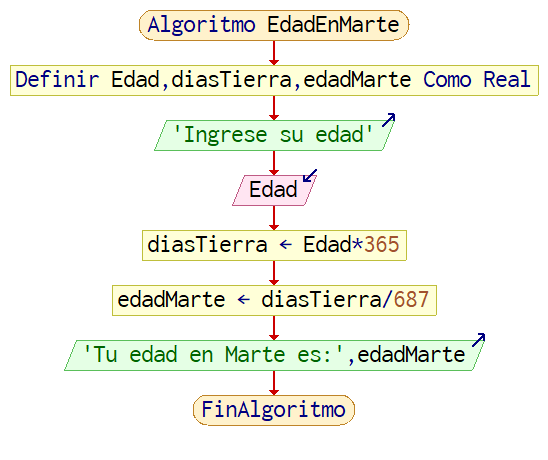 Algoritmo EdadEnMarte
Definir Edad,diasTierra,edadMarte Como Real
'Ingrese su edad'
Edad
diasTierra ← Edad*365
edadMarte ← diasTierra/687
'Tu edad en Marte es:',edadMarte
FinAlgoritmo